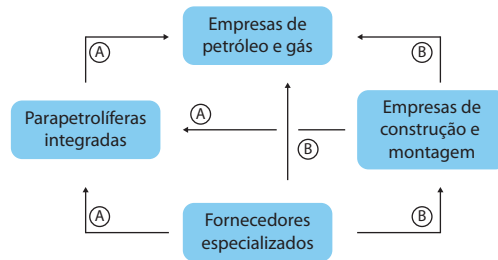 Empresas de
petróleo e gás
A
B
Parapetrolíferas
integradas
A
B
Empresas de
construção e
montagem
A
Fornecedores
especializados
B